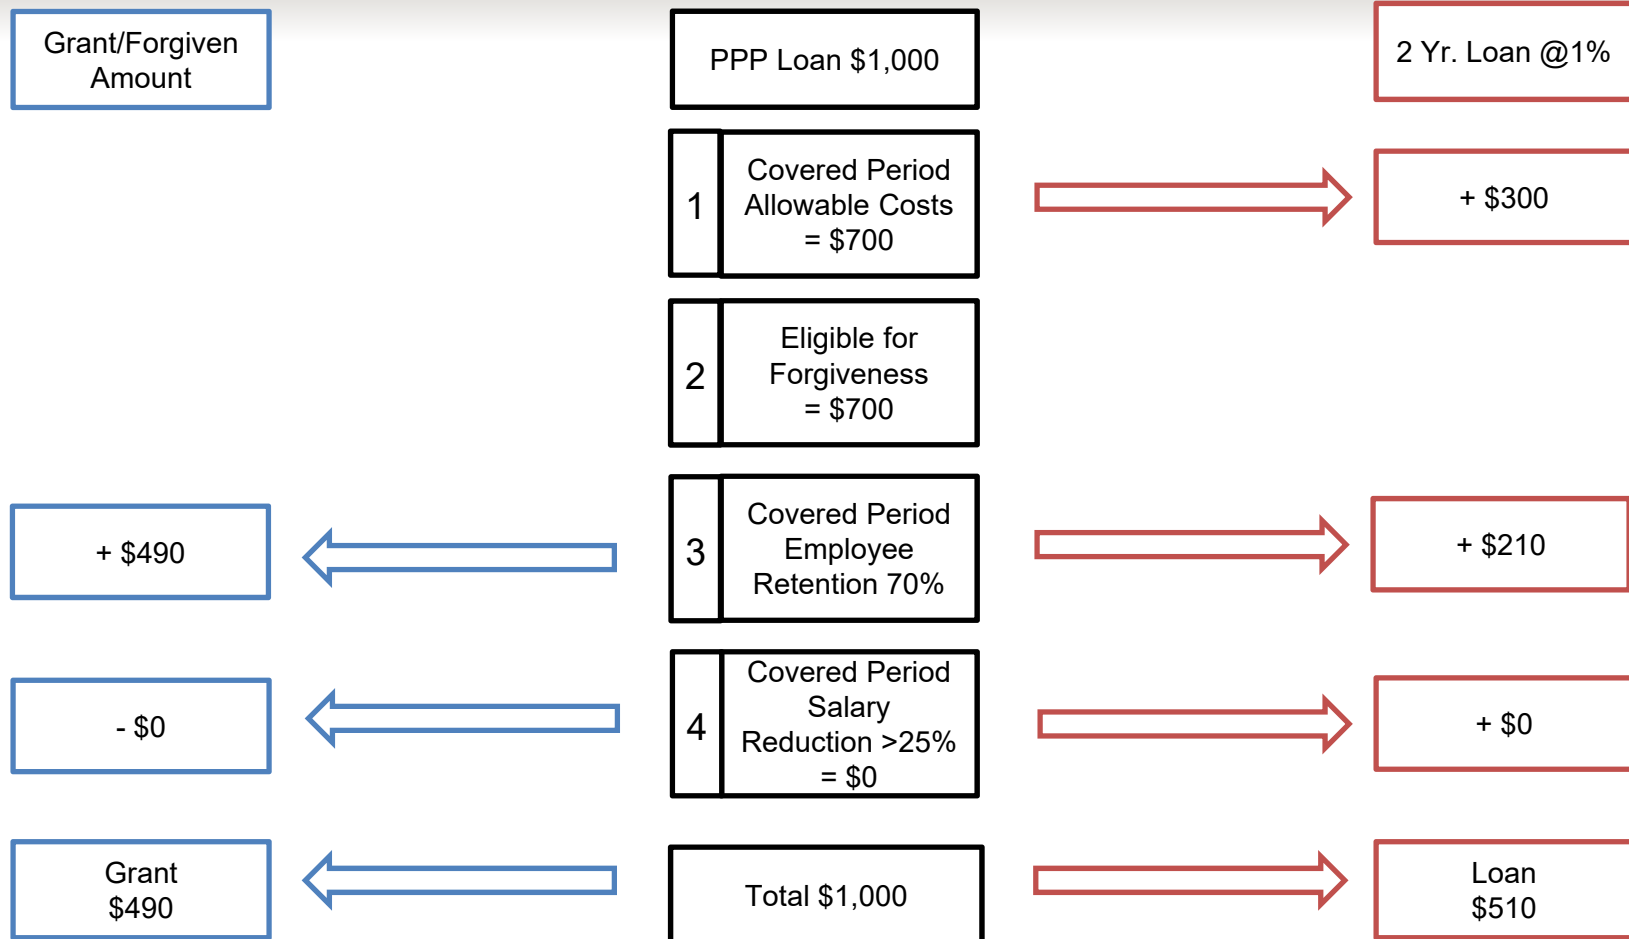 Grant/Forgiven
Amount
PPP Loan $1,000
2 Yr. Loan @1%
1
Covered Period
Allowable Costs
= $700
+ $300
2
Eligible for
Forgiveness
= $700
+ $490
3
Covered Period
Employee
Retention 70%
+ $210
- $0
4
Covered Period
Salary
Reduction >25%
= $0
+ $0
Grant
$490
Total $1,000
Loan
$510